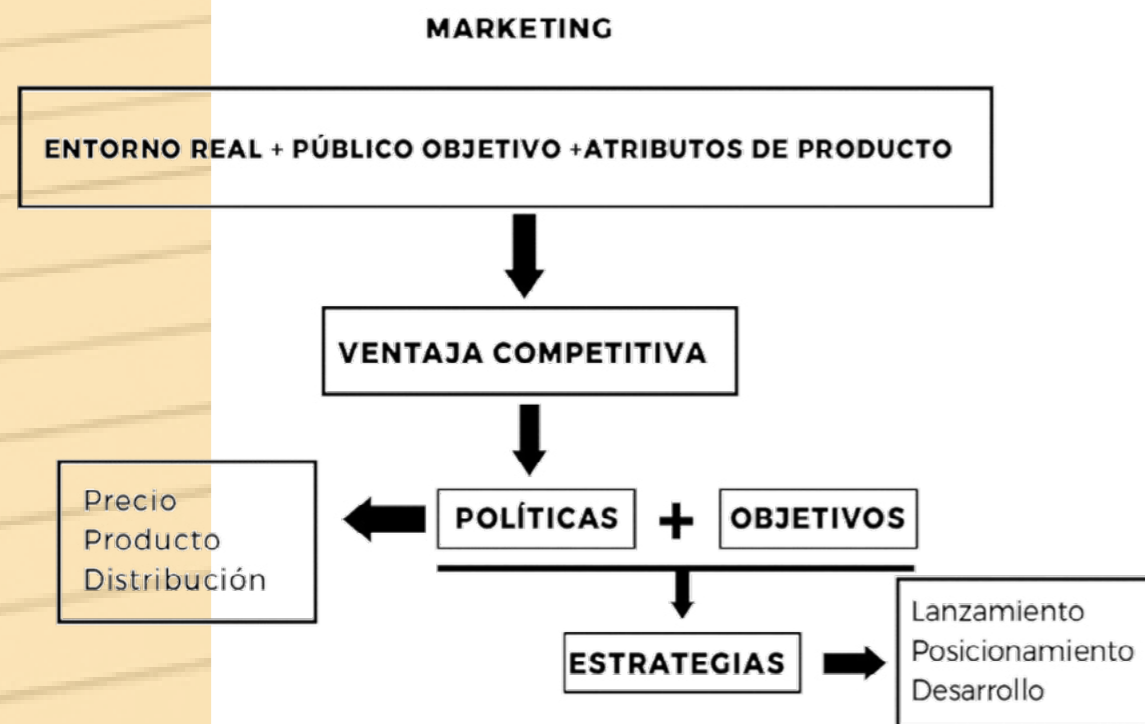 MARKETING
ENTORNO REAL + PÚBLICO OBJETIVO +ATRIBUTOS DE PRODUCTO
VENTAJA COMPETITIVA
POLÍTICAS + OBJETIVOS
Precio
Producto
Distribución
ESTRATEGIAS
Lanzamiento
Posicionamiento
Desarrollo